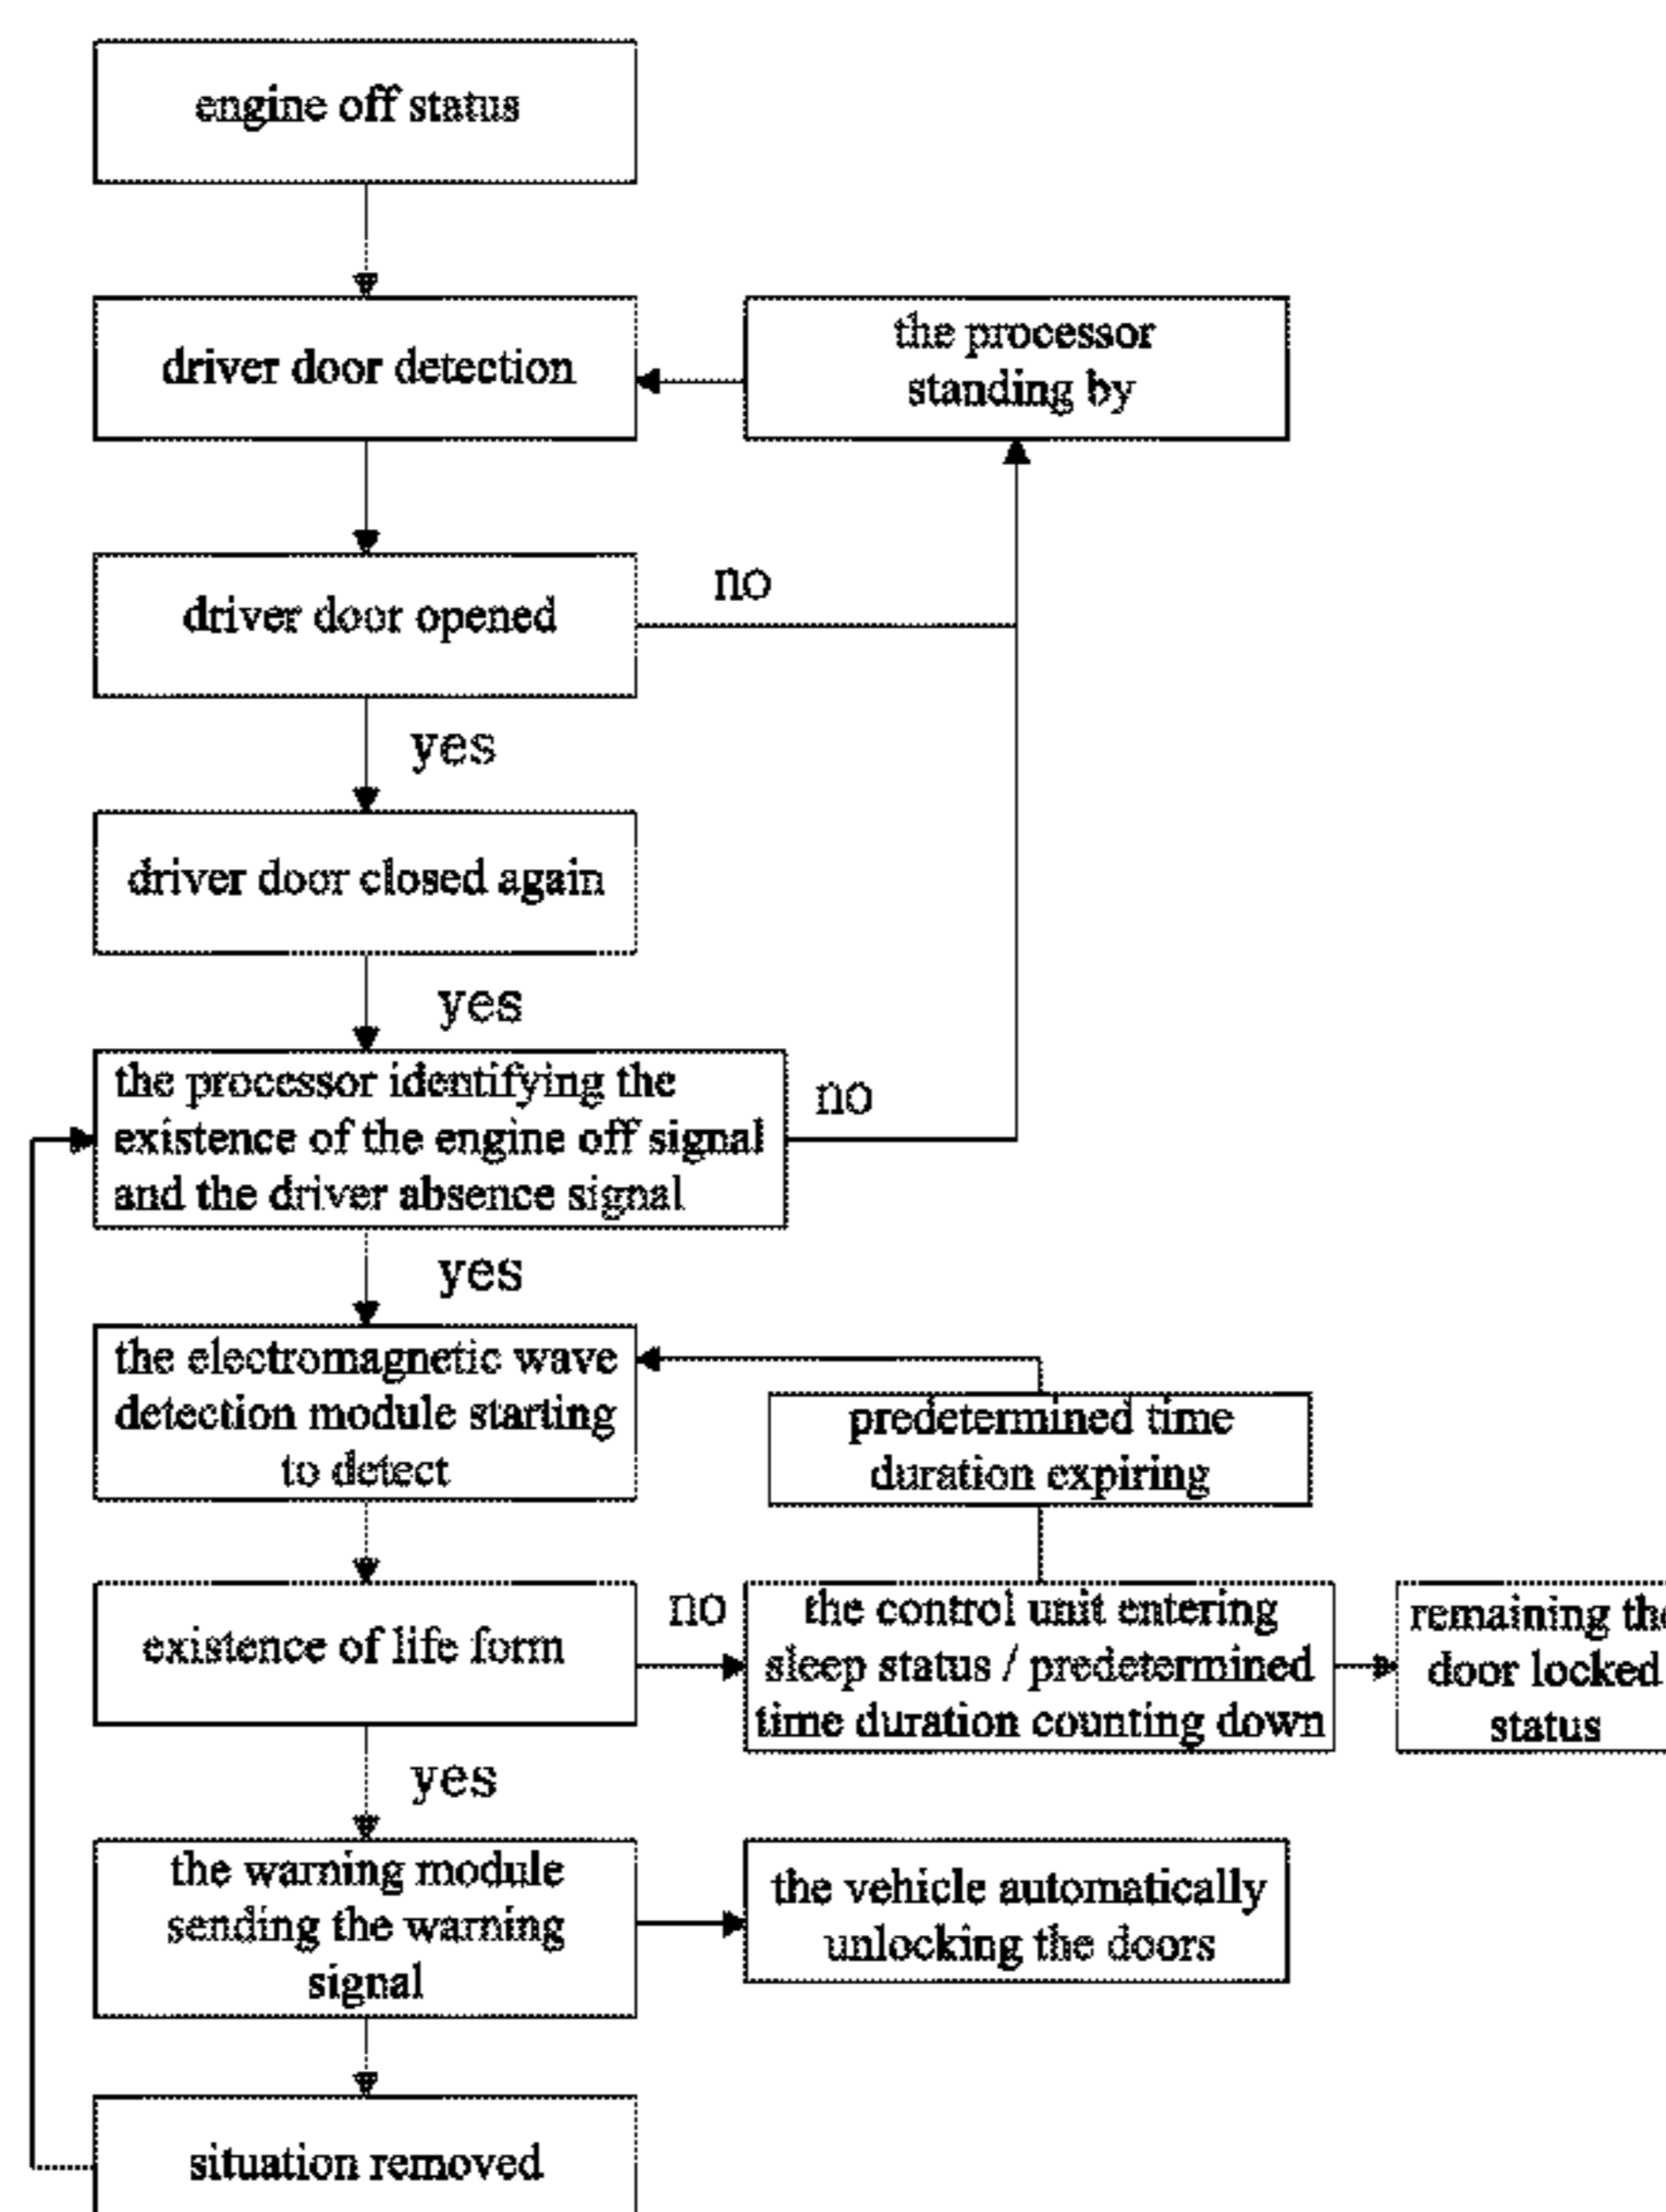 engine off status
driver door detection
the processor
standing by
driver door opened
no
yes
driver door closed again
yes
the processor identifying the
existence of the engine off signal
and the driver absence signal
no
yes
the electromagnetic wave
detection module starting
to detect
predetermined time
duration expiring
existence of life form
no
the control unit entering
sleep status / predetermined
time duration counting down
remaining the
door locked
status
yes
the warning module
sending the warning
signal
the vehicle automatically
unlocking the doors
situation removed